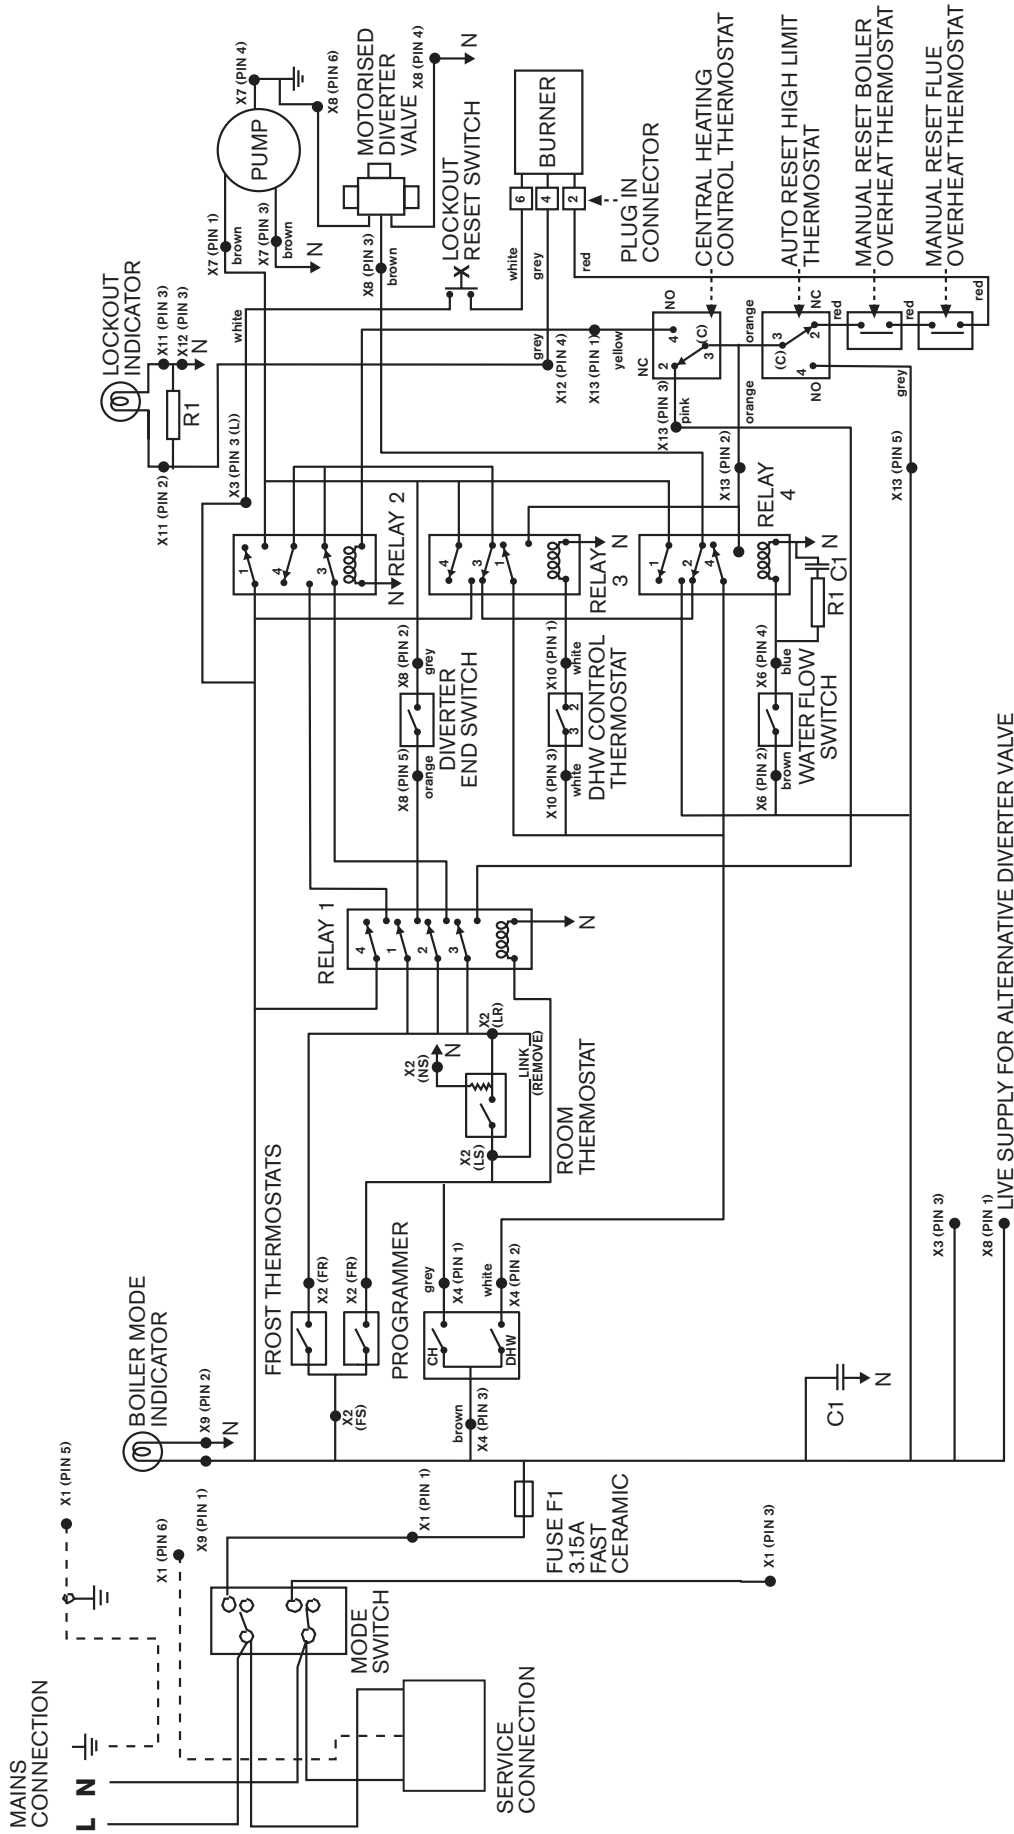 MAINS
CONNECTION
L
N
X1 (PIN 5)
X1 (PIN 6)
X9 (PIN 1)
SERVICE
CONNECTION
MODE
SWITCH
X1 (PIN 1)
FUSE F1
3.15A
FAST
CERAMIC
X1 (PIN 3)
BOILER MODE
INDICATOR
X9 (PIN 2)
N
X2
(FS)
brown
X4 (PIN 3)
C1
N
FROST THERMOSTATS
X2 (FR)
X2 (FR)
PROGRAMMER
CH
DHW
grey
X4 (PIN 1)
white
X4 (PIN 2)
X3 (PIN 3)
X8 (PIN 1)
LIVE SUPPLY FOR ALTERNATIVE DIVERTER VALVE
X2
(LS)
X2
(NS)
N
X2
(LR)
LINK
(REMOVE)
ROOM
THERMOSTAT
RELAY 1
4
1
2
3
N
X8 (PIN 5)
orange
DIVERTER
END SWITCH
X8 (PIN 2)
grey
X10 (PIN 3)
white
3
2
DHW CONTROL
THERMOSTAT
X10 (PIN 1)
white
X6 (PIN 2)
brown
WATER FLOW
SWITCH
X6 (PIN 4)
blue
R1
C1
N
1
4
3
N
RELAY 2
4
3
1
RELAY
3
N
1
2
4
RELAY
4
LOCKOUT
INDICATOR
X11 (PIN 2)
X11 (PIN 3)
X12 (PIN 3)
N
R1
X3 (PIN 3 (L))
white
X7 (PIN 1)
brown
X7 (PIN 3)
brown
N
PUMP
X7 (PIN 4)
X8 (PIN 6)
MOTORISED
DIVERTER
VALVE
X8 (PIN 3)
brown
X8 (PIN 4)
N
LOCKOUT
RESET SWITCH
BURNER
6
4
2
white
grey
red
PLUG IN
CONNECTOR
grey
X12 (PIN 4)
X13 (PIN 1)
yellow
NO
4
(C)
3
NC
2
X13 (PIN 3)
pink
orange
orange
X13 (PIN 2)
CENTRAL HEATING
CONTROL THERMOSTAT
AUTO RESET HIGH LIMIT
THERMOSTAT
3
(C)
NC
2
4
NO
red
grey
X13 (PIN 5)
MANUAL RESET BOILER
OVERHEAT THERMOSTAT
red
MANUAL RESET FLUE
OVERHEAT THERMOSTAT
red